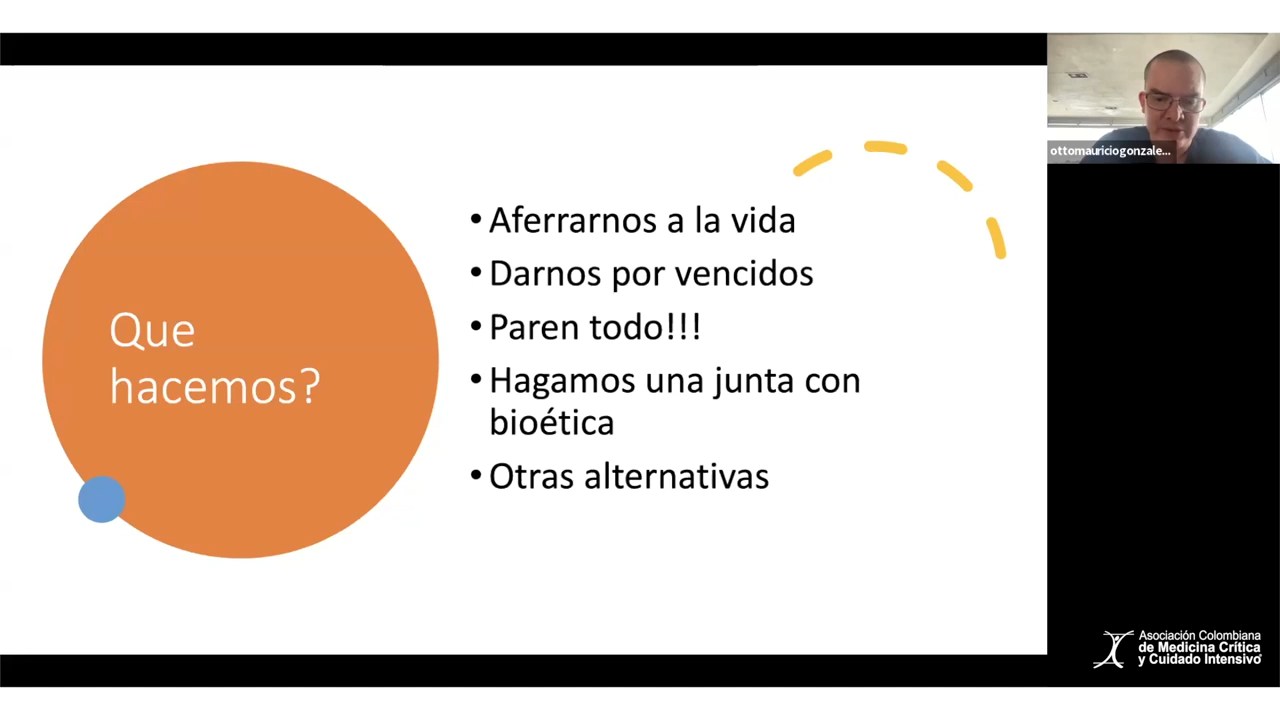 ottomauriciogonzale...
Que
hacemos?
• Aferrarnos a la vida
• Darnos por vencidos
• Paren todo!!!
• Hagamos una junta con
bioética
• Otras alternativas
Asociación Colombiana
de Medicina Crítica
y Cuidado Intensivo